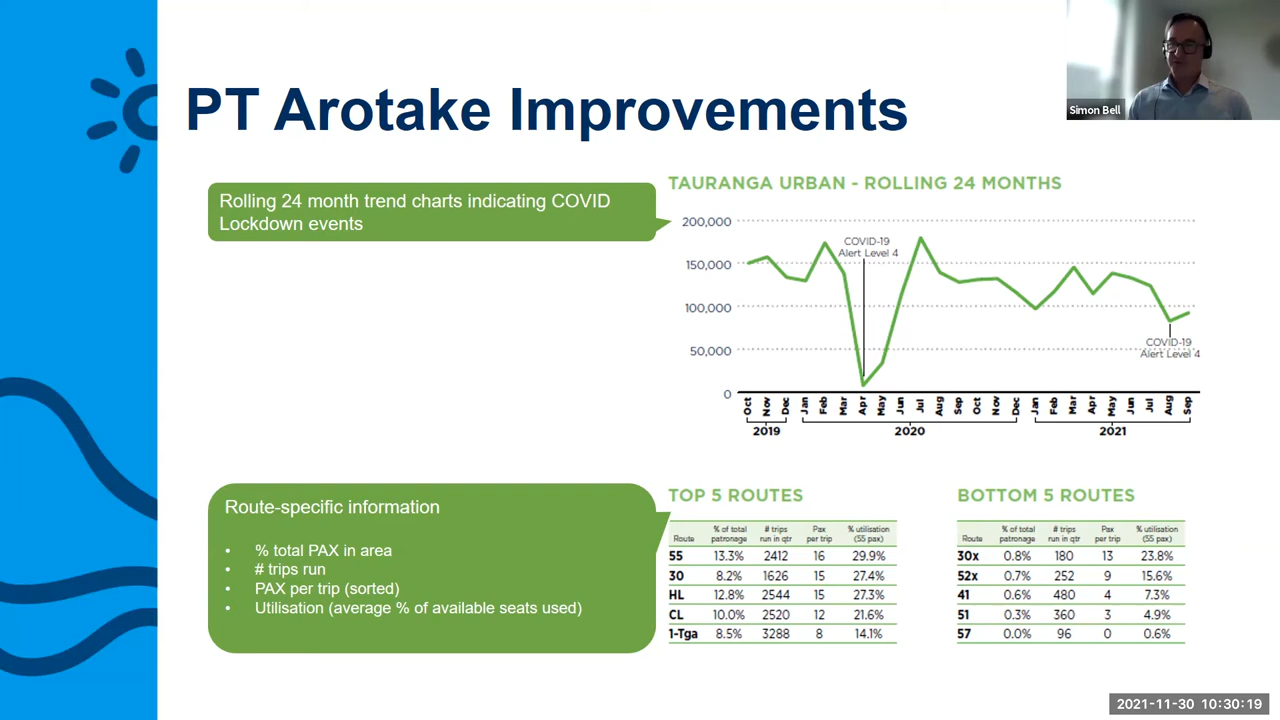 PT Arotake Improvements
Simon Bell
Rolling 24 month trend charts indicating COVID
Lockdown events
TAURANGA URBAN - ROLLING 24 MONTHS
200,000
150,000
100,000
50,000
0
COVID-19
Alert Level 4
COVID-19
Alert Level 4
Oct Nov Dec Jan Feb Mar Apr May Jun Jul Aug Sep Oct Nov Dec Jan Feb Mar Apr May Jun Jul Aug Sep
2019 2020 2021
Route-specific information
• % total PAX in area
• # trips run
• PAX per trip (sorted)
• Utilisation (average % of available seats used)
TOP 5 ROUTES
% of total # trips Pax % utilisation
Route patronage run in qtr per trip (55 pax)
55 13.3% 2412 16 29.9%
30 8.2% 1626 15 27.4%
HL 12.8% 2544 15 27.3%
CL 10.0% 2520 12 21.6%
1-Tga 8.5% 3288 8 14.1%
BOTTOM 5 ROUTES
% of total # trips Pax % utilisation
Route patronage run in qtr per trip (55 pax)
30x 0.8% 180 13 23.8%
52x 0.7% 252 9 15.6%
41 0.6% 480 4 7.3%
51 0.3% 360 3 4.9%
57 0.0% 96 0 0.6%
2021-11-30 10:30:19